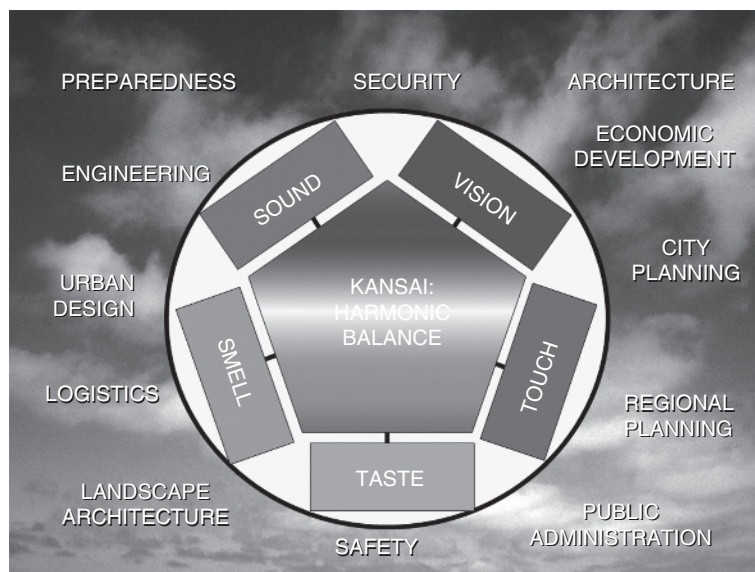 PREPAREDNESS
SECURITY
ARCHITECTURE
ECONOMIC
DEVELOPMENT
ENGINEERING
SOUND
VISION
CITY
PLANNING
URBAN
DESIGN
KANSAI:
HARMONIC
BALANCE
SMELL
TOUCH
LOGISTICS
REGIONAL
PLANNING
TASTE
LANDSCAPE
ARCHITECTURE
PUBLIC
ADMINISTRATION
SAFETY